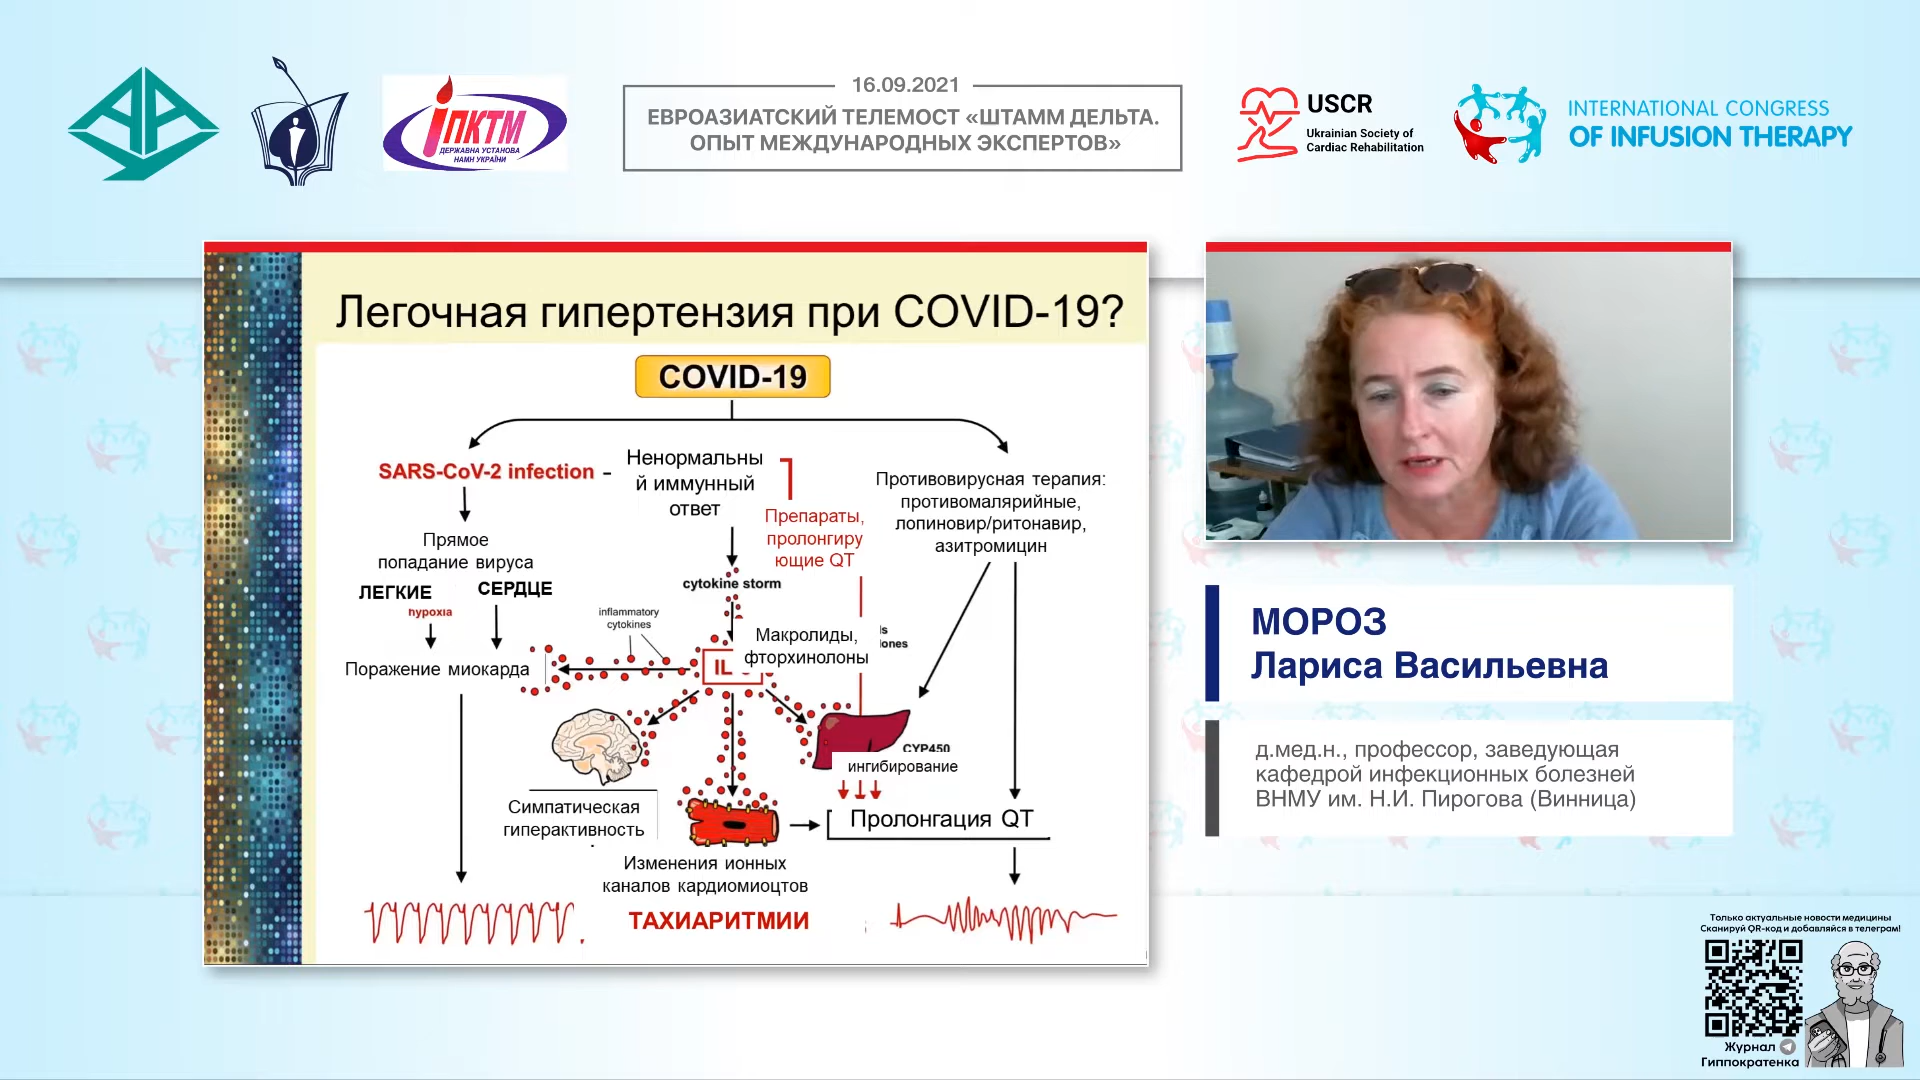 16.09.2021
ЕВРОАЗИАТСКИЙ ТЕЛЕМОСТ «ШТАММ ДЕЛЬТА.
ОПЫТ МЕЖДУНАРОДНЫХ ЭКСПЕРТОВ»
ІПКТМ
ДЕРЖАВНА УСТАНОВА
НАМН УКРАЇНИ
USCR
Ukrainian Society of
Cardiac Rehabilitation
INTERNATIONAL CONGRESS
OF INFUSION THERAPY
Легочная гипертензия при COVID-19?
COVID-19
SARS-CoV-2 infection -
Ненормальны
й иммунный
ответ
Препараты,
пролонгиру
ющие QT
Противовирусная терапия:
противомалярийные,
лопиновир/ритонавир,
азитромицин
Прямое
попадание вируса
ЛЕГКИЕ
СЕРДЦЕ
hypoxia
cytokine storm
inflammatory
cytokines
Макролиды,
фторхинолоны
Поражение миокарда
IL
CYP450
ингибирование
Симпатическая
гиперактивность
Пролонгация QT
Изменения ионных
каналов кардиомиоцтов
ТАХИАРИТМИИ
МОРОЗ
Лариса Васильевна
д.мед.н., профессор, заведующая
кафедрой инфекционных болезней
ВНМУ им. Н.И. Пирогова (Винница)
Только актуальные новости медицины
Сканируй QR-код и добавляйся в телеграм!
Журнал
Гиппократенка